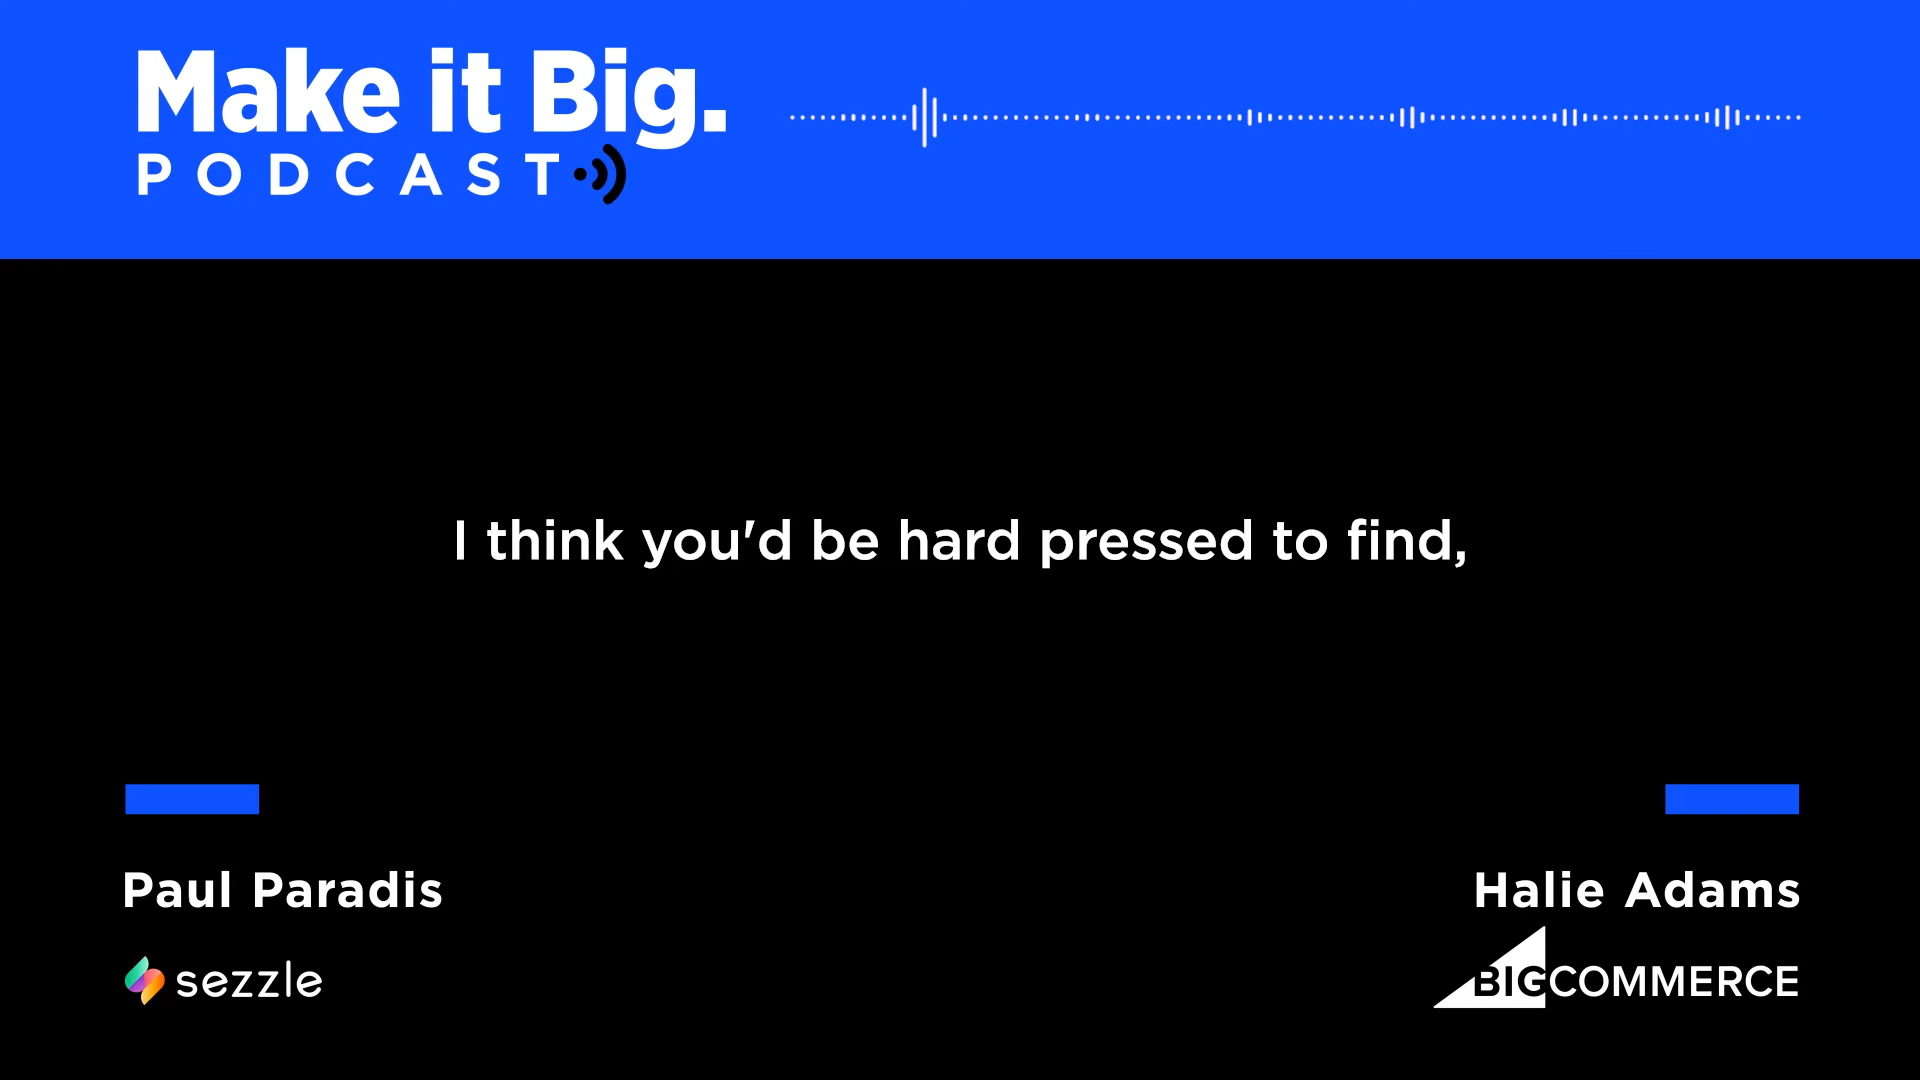 Make it Big.
PODCAST
I think you'd be hard pressed to find,
Paul Paradis
Halie Adams
sezzle
BIGCOMMERCE